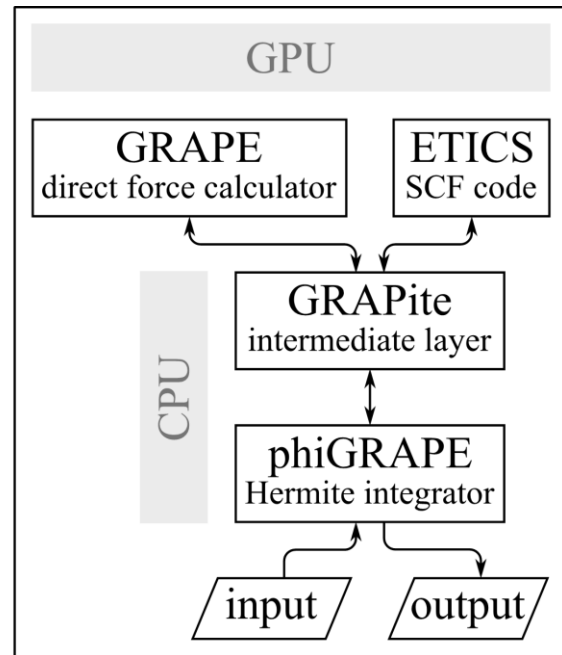 GPU
GRAPE
direct force calculator
ETICS
SCF code
CPU
GRAPite
intermediate layer
phiGRAPE
Hermite integrator
input
output